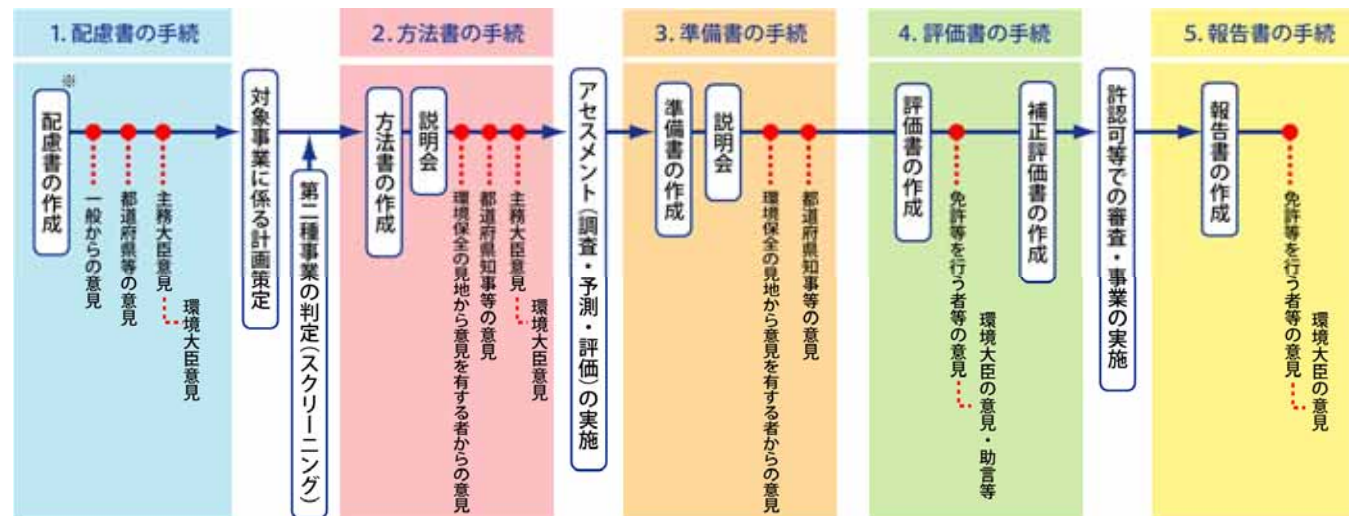 1. 配慮書の手続
※
配慮書の作成
一般からの意見
都道府県等の意見
主務大臣意見
環境大臣意見
対象事業に係る計画策定
第二種事業の判定(スクリーニング)
2. 方法書の手続
方法書の作成
説明会
環境保全の見地から意見を有する者からの意見
都道府県知事等の意見
主務大臣意見
環境大臣意見
アセスメント(調査・予測・評価)の実施
3. 準備書の手続
準備書の作成
説明会
環境保全の見地から意見を有する者からの意見
都道府県知事等の意見
4. 評価書の手続
評価書の作成
免許等を行う者等の意見
環境大臣の意見・助言等
補正評価書の作成
許認可等での審査・事業の実施
5. 報告書の手続
報告書の作成
免許等を行う者等の意見
環境大臣の意見